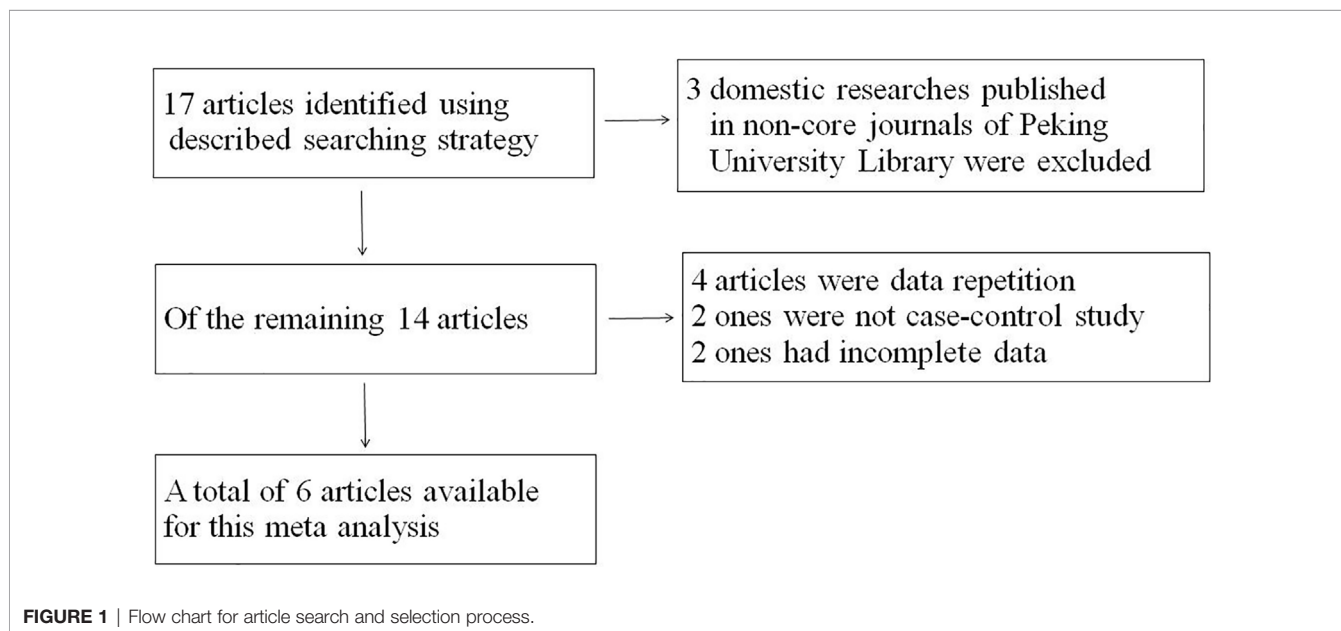 17 articles identified using
described searching strategy
3 domestic researches published
in non-core journals of Peking
University Library were excluded
Of the remaining 14 articles
4 articles were data repetition
2 ones were not case-control study
2 ones had incomplete data
A total of 6 articles available
for this meta analysis
FIGURE 1 | Flow chart for article search and selection process.